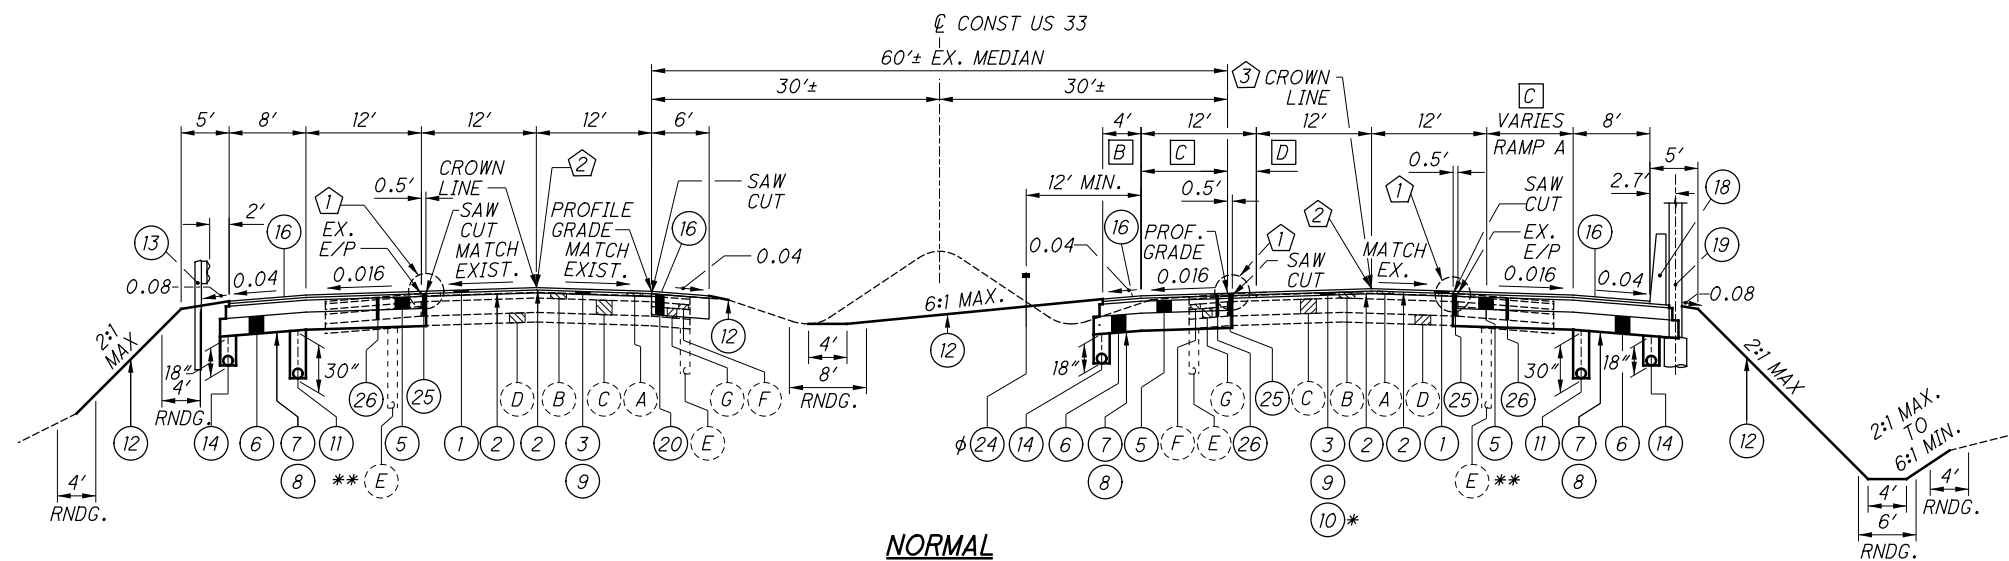 ℄ CONST US 33
60'± EX. MEDIAN
30'±
30'±
3
CROWN
LINE
C
VARIES
RAMP A
5'
8'
12'
12'
12'
6'
4'
12'
12'
12'
8'
5'
B
C
D
2
CROWN
LINE
0.5'
1
EX.
E/P
SAW
CUT
MATCH
EXIST.
PROFILE
GRADE
MATCH
EXIST.
SAW
CUT
16
0.04
12' MIN.
0.5'
0.5'
2.7'
18
2'
16
13
0.08
0.04
0.016
0.04
16
PROF.
GRADE
0.016
1
SAW
CUT
2
MATCH
EX.
1
SAW
CUT
EX.
E/P
0.016
16
0.04
19
0.08
2:1
MAX
6:1 MAX.
12
12
2:1 MAX
18"
4'
RNDG.
30"
26
25
D
B
C
A
G
F
4'
8'
RNDG.
18"
G
25
C
B
A
D
25
26
30"
18"
2:1 MAX.
TO
6:1 MIN.
12
14
6
7
11
5
1
2
2
3
20
E
ø 24
14
6
7
5
F
E
26
3
2
2
1
5
11
7
6
14
12
4'
RNDG.
8
** E
9
8
9
E **
8
4'
6'
RNDG.
4'
RNDG.
10 *
NORMAL